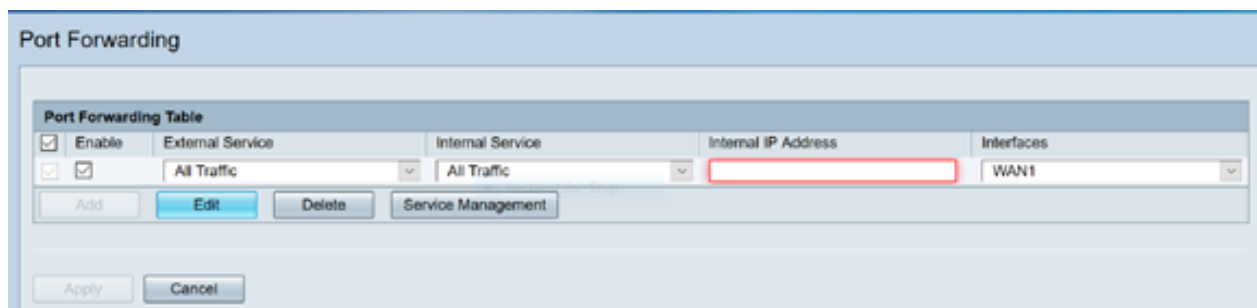 Port Forwarding
Port Forwarding Table
Enable External Service Internal Service Internal IP Address Interfaces
All Traffic All Traffic WAN1
Add Edit Delete Service Management
Apply Cancel